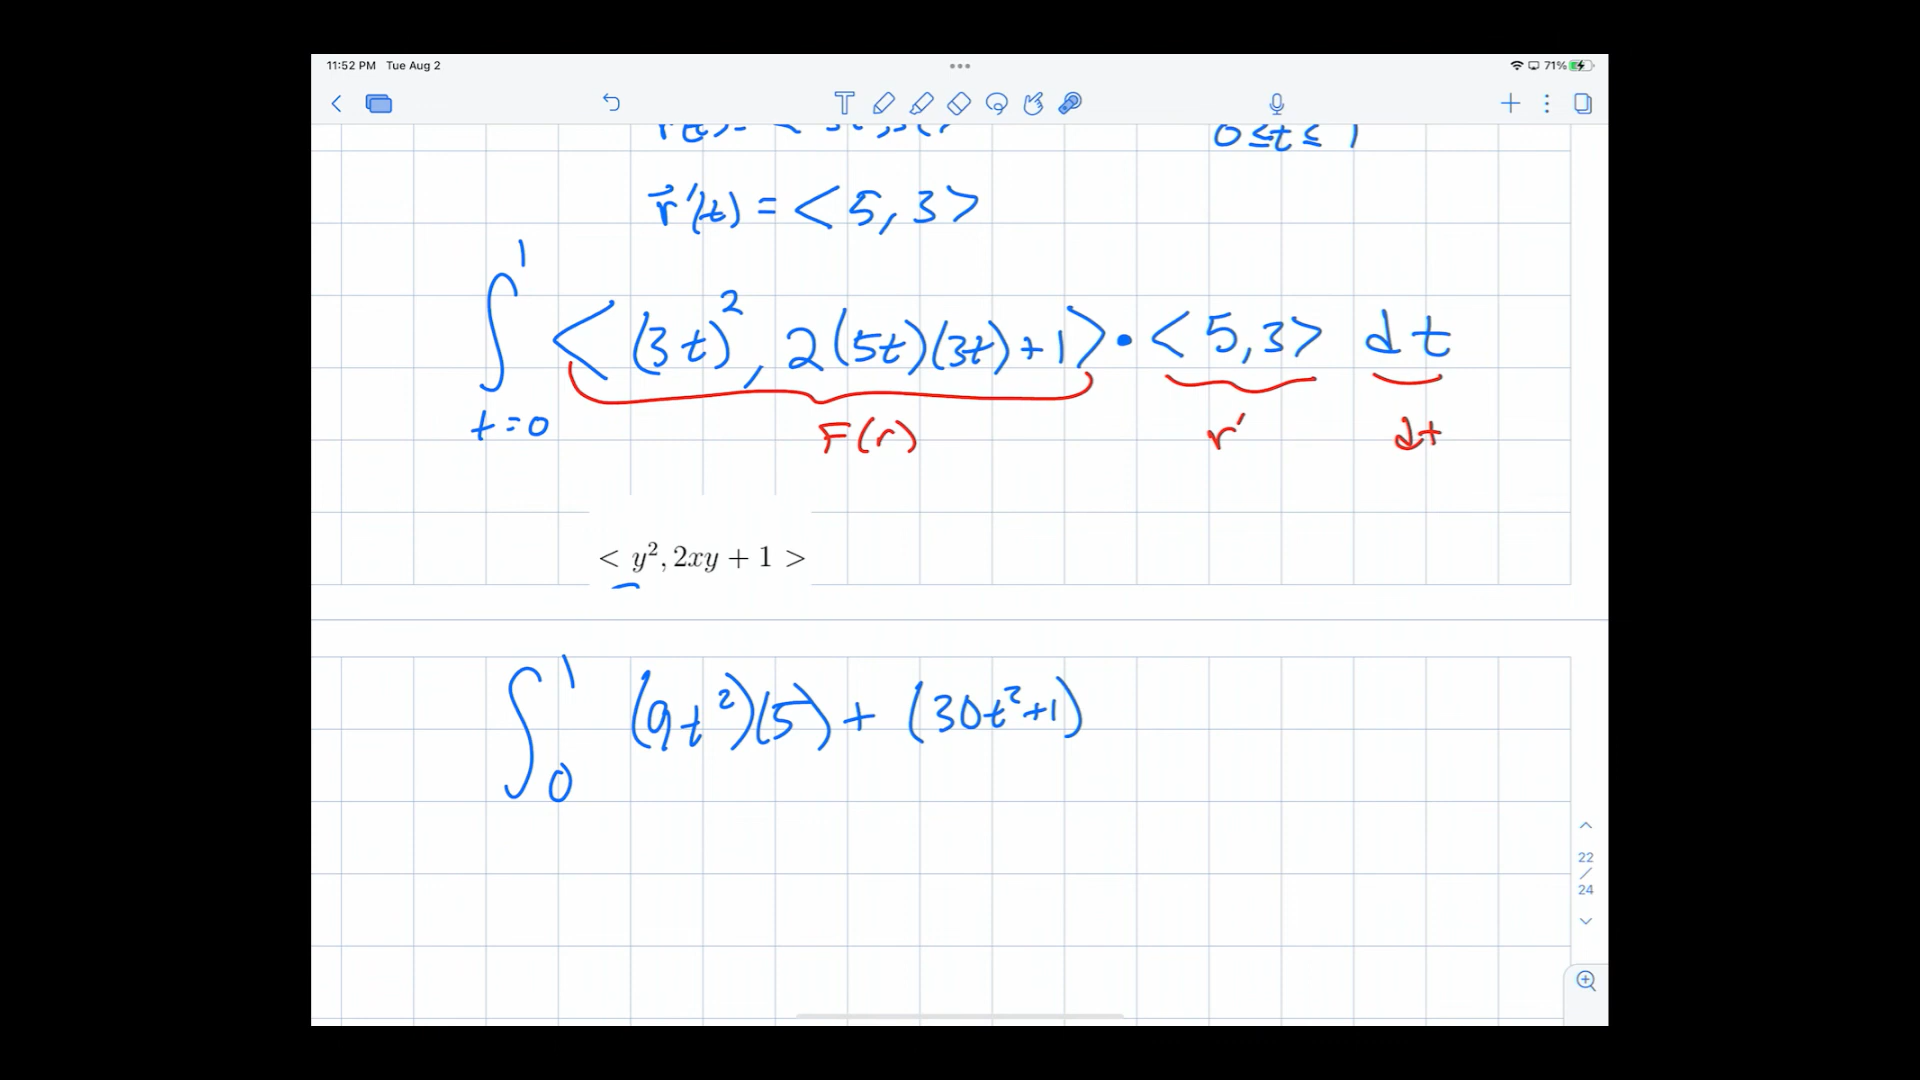 11:52 PM Tue Aug 2
71%
0 ≤ t ≤ 1
r⃗'(t) = <5, 3>
∫_{t=0}^{1} <(3t)², 2(5t)(3t)+1> • <5,3> dt
F(r) r' dt
< y², 2xy + 1 >
∫_0^1 (9t²)(5) + (30t²+1)
22
/
24